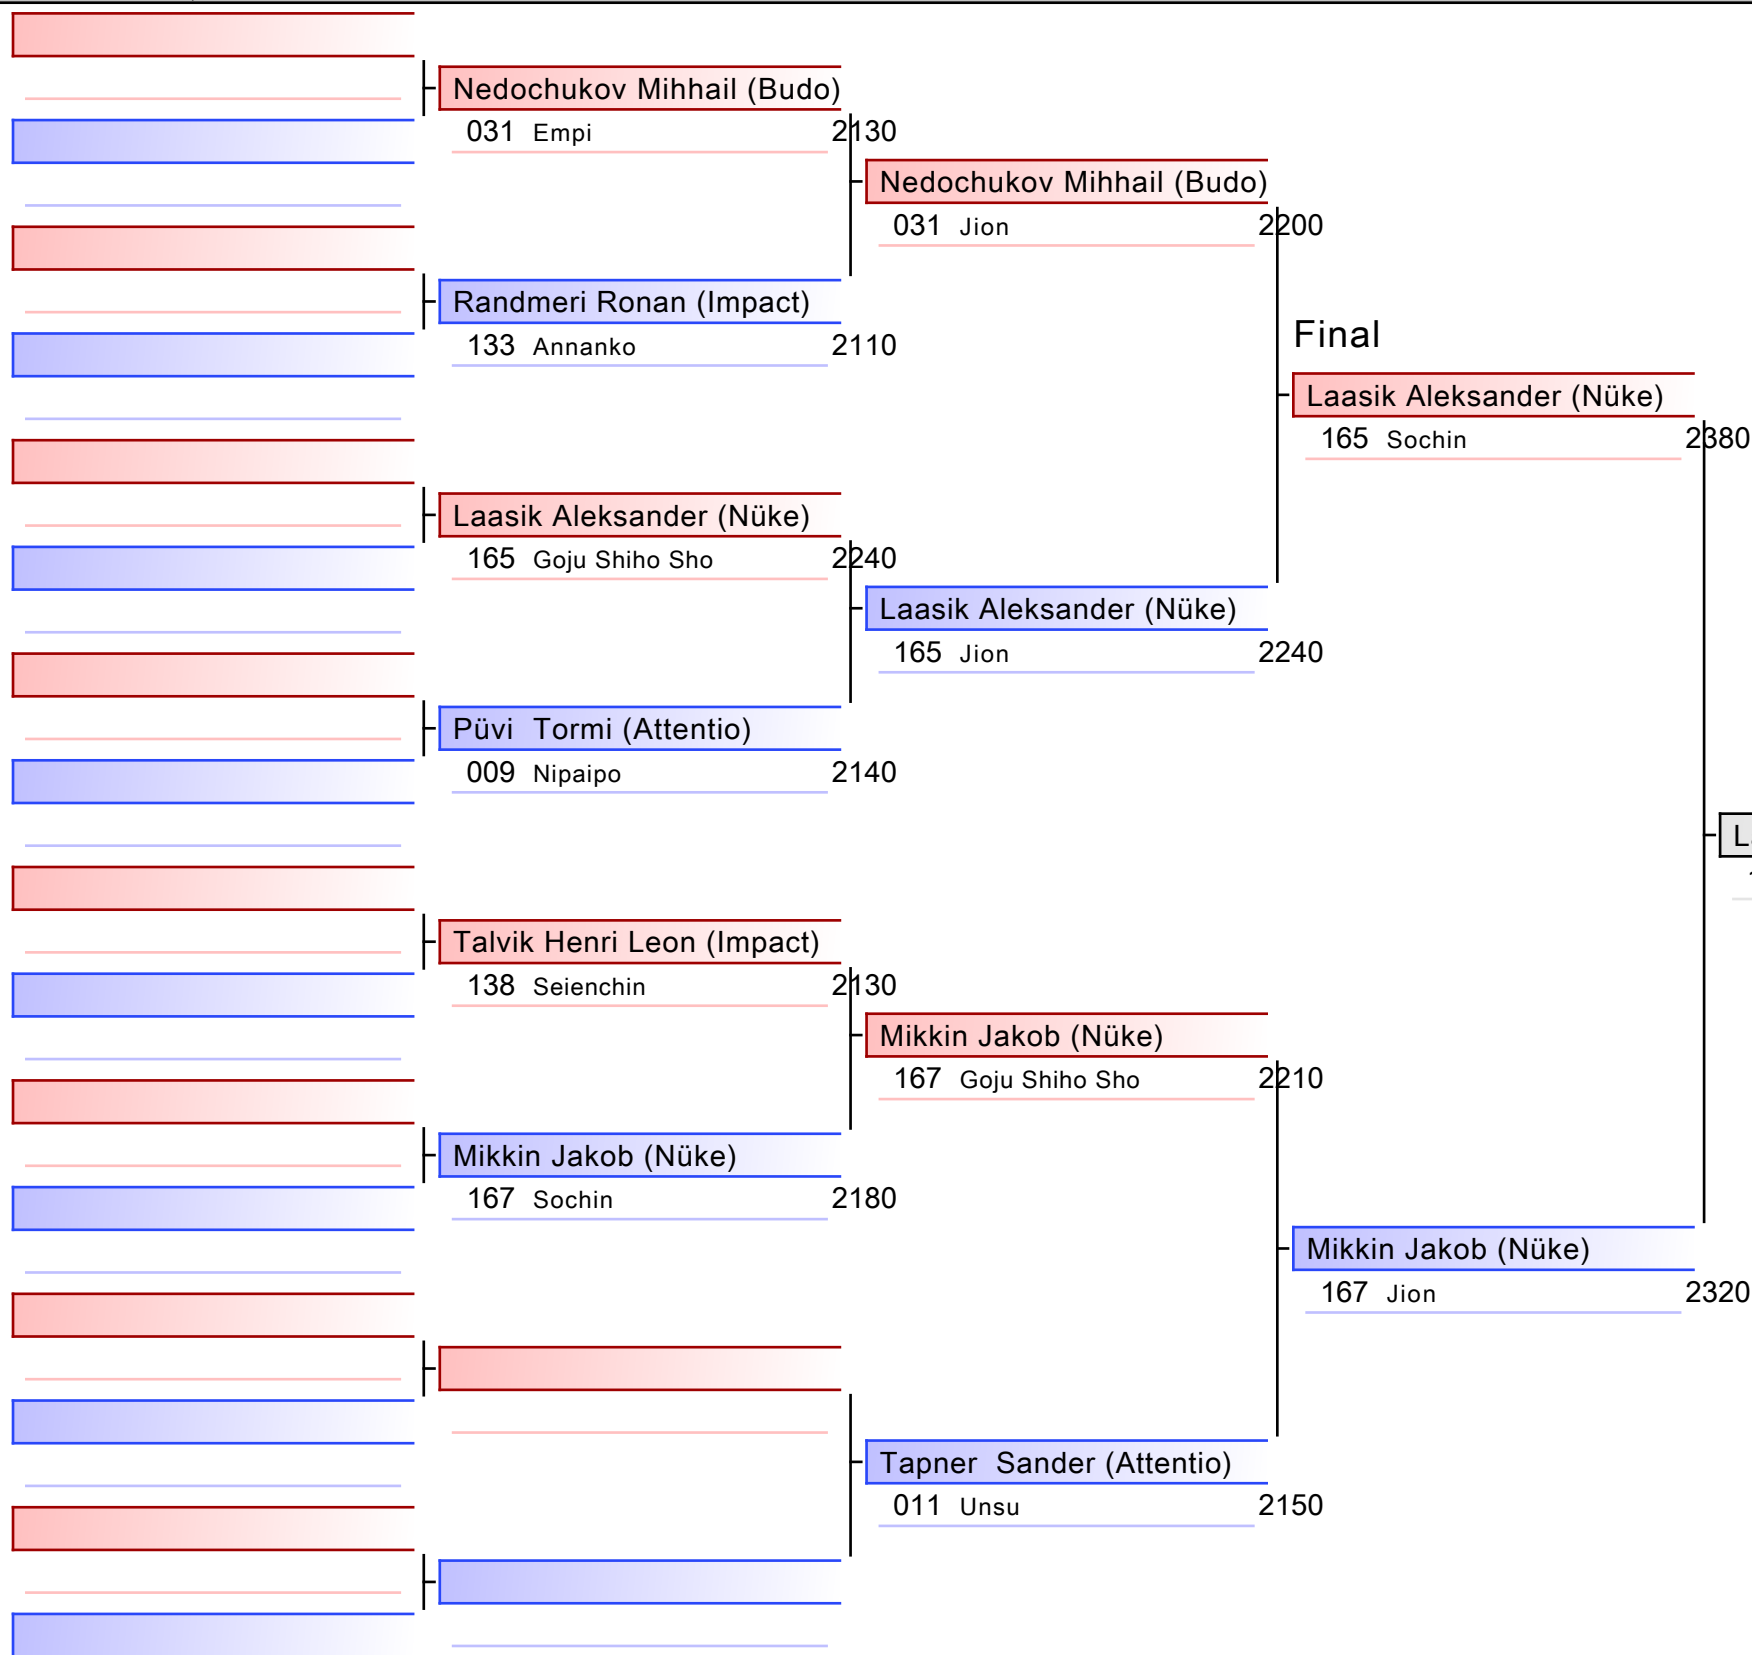 Nedochukov Mihhail (Budo)
031 Empi 2130
Nedochukov Mihhail (Budo)
031 Jion 2200
Randmeri Ronan (Impact)
133 Annanko 2110
Final
Laasik Aleksander (Nüke)
165 Sochin 2380
Laasik Aleksander (Nüke)
165 Goju Shiho Sho 2240
Laasik Aleksander (Nüke)
165 Jion 2240
Püvi Tormi (Attentio)
009 Nipaipo 2140
Talvik Henri Leon (Impact)
138 Seienchin 2130
Mikkin Jakob (Nüke)
167 Goju Shiho Sho 2210
Mikkin Jakob (Nüke)
167 Sochin 2180
Mikkin Jakob (Nüke)
167 Jion 2320
Tapner Sander (Attentio)
011 Unsu 2150